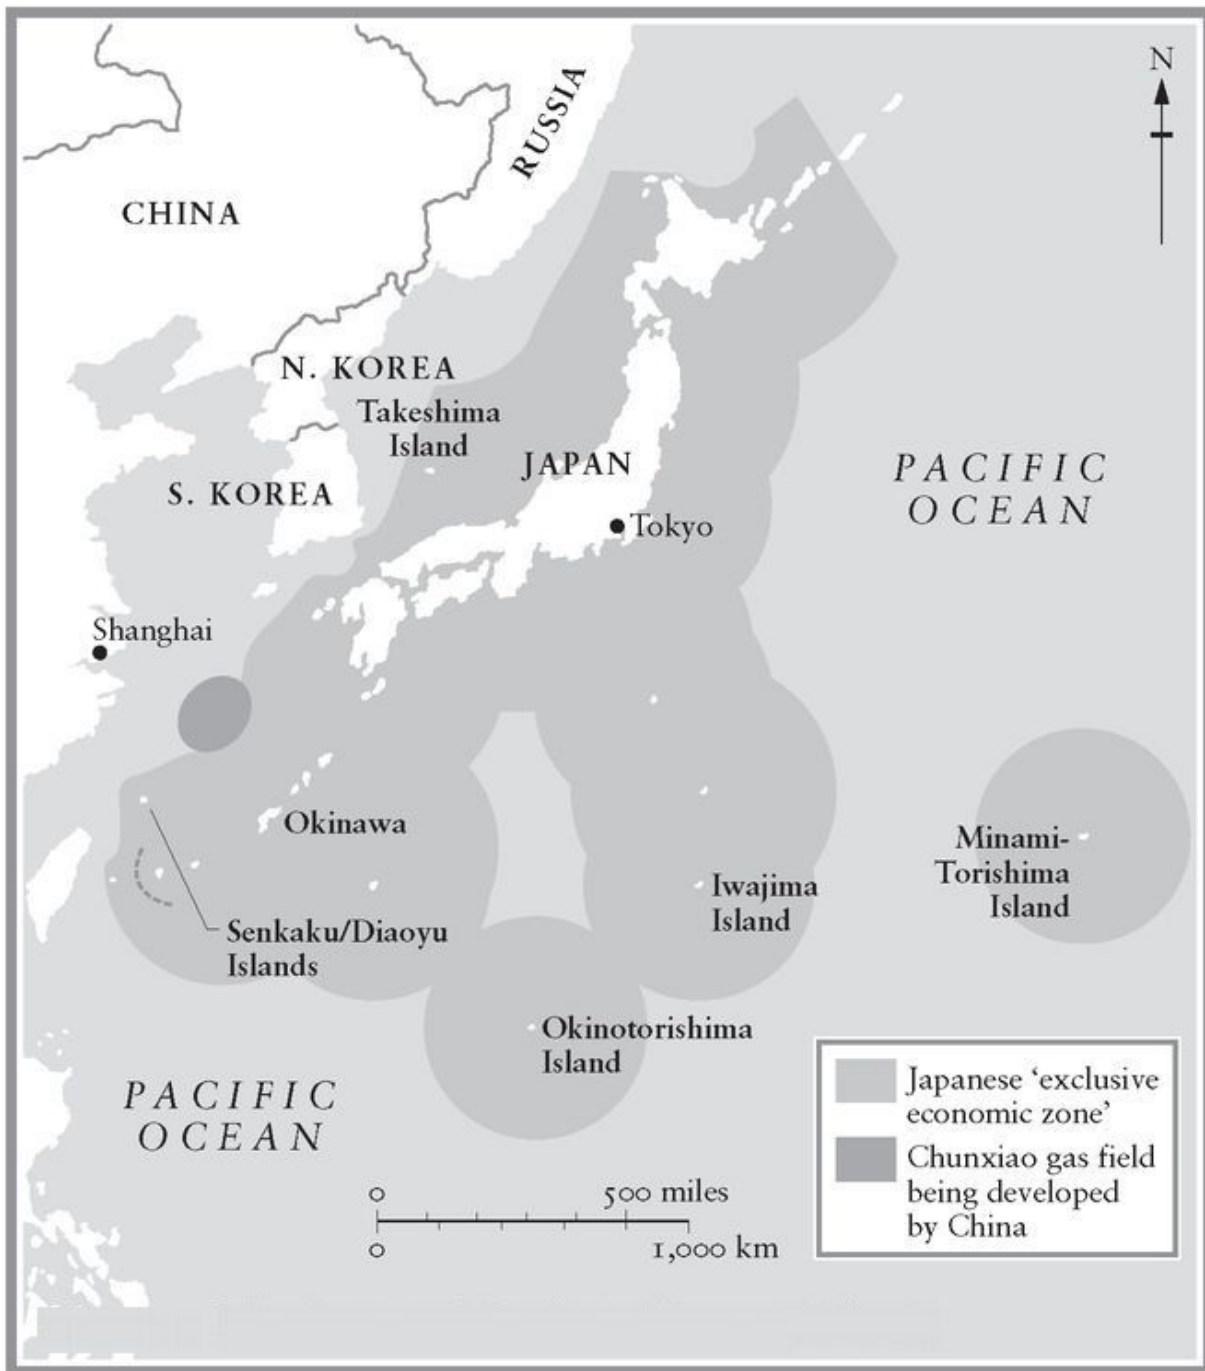 N
RUSSIA
CHINA
N. KOREA
Takeshima
Island
JAPAN
PACIFIC
OCEAN
S. KOREA
Tokyo
Shanghai
Okinawa
Minami-
Torishima
Island
Iwajima
Island
Senkaku/Diaoyu
Islands
Okinotorishima
Island
PACIFIC
OCEAN
Japanese ‘exclusive
economic zone’
Chunxiao gas field
being developed
by China
0 500 miles
0 1,000 km